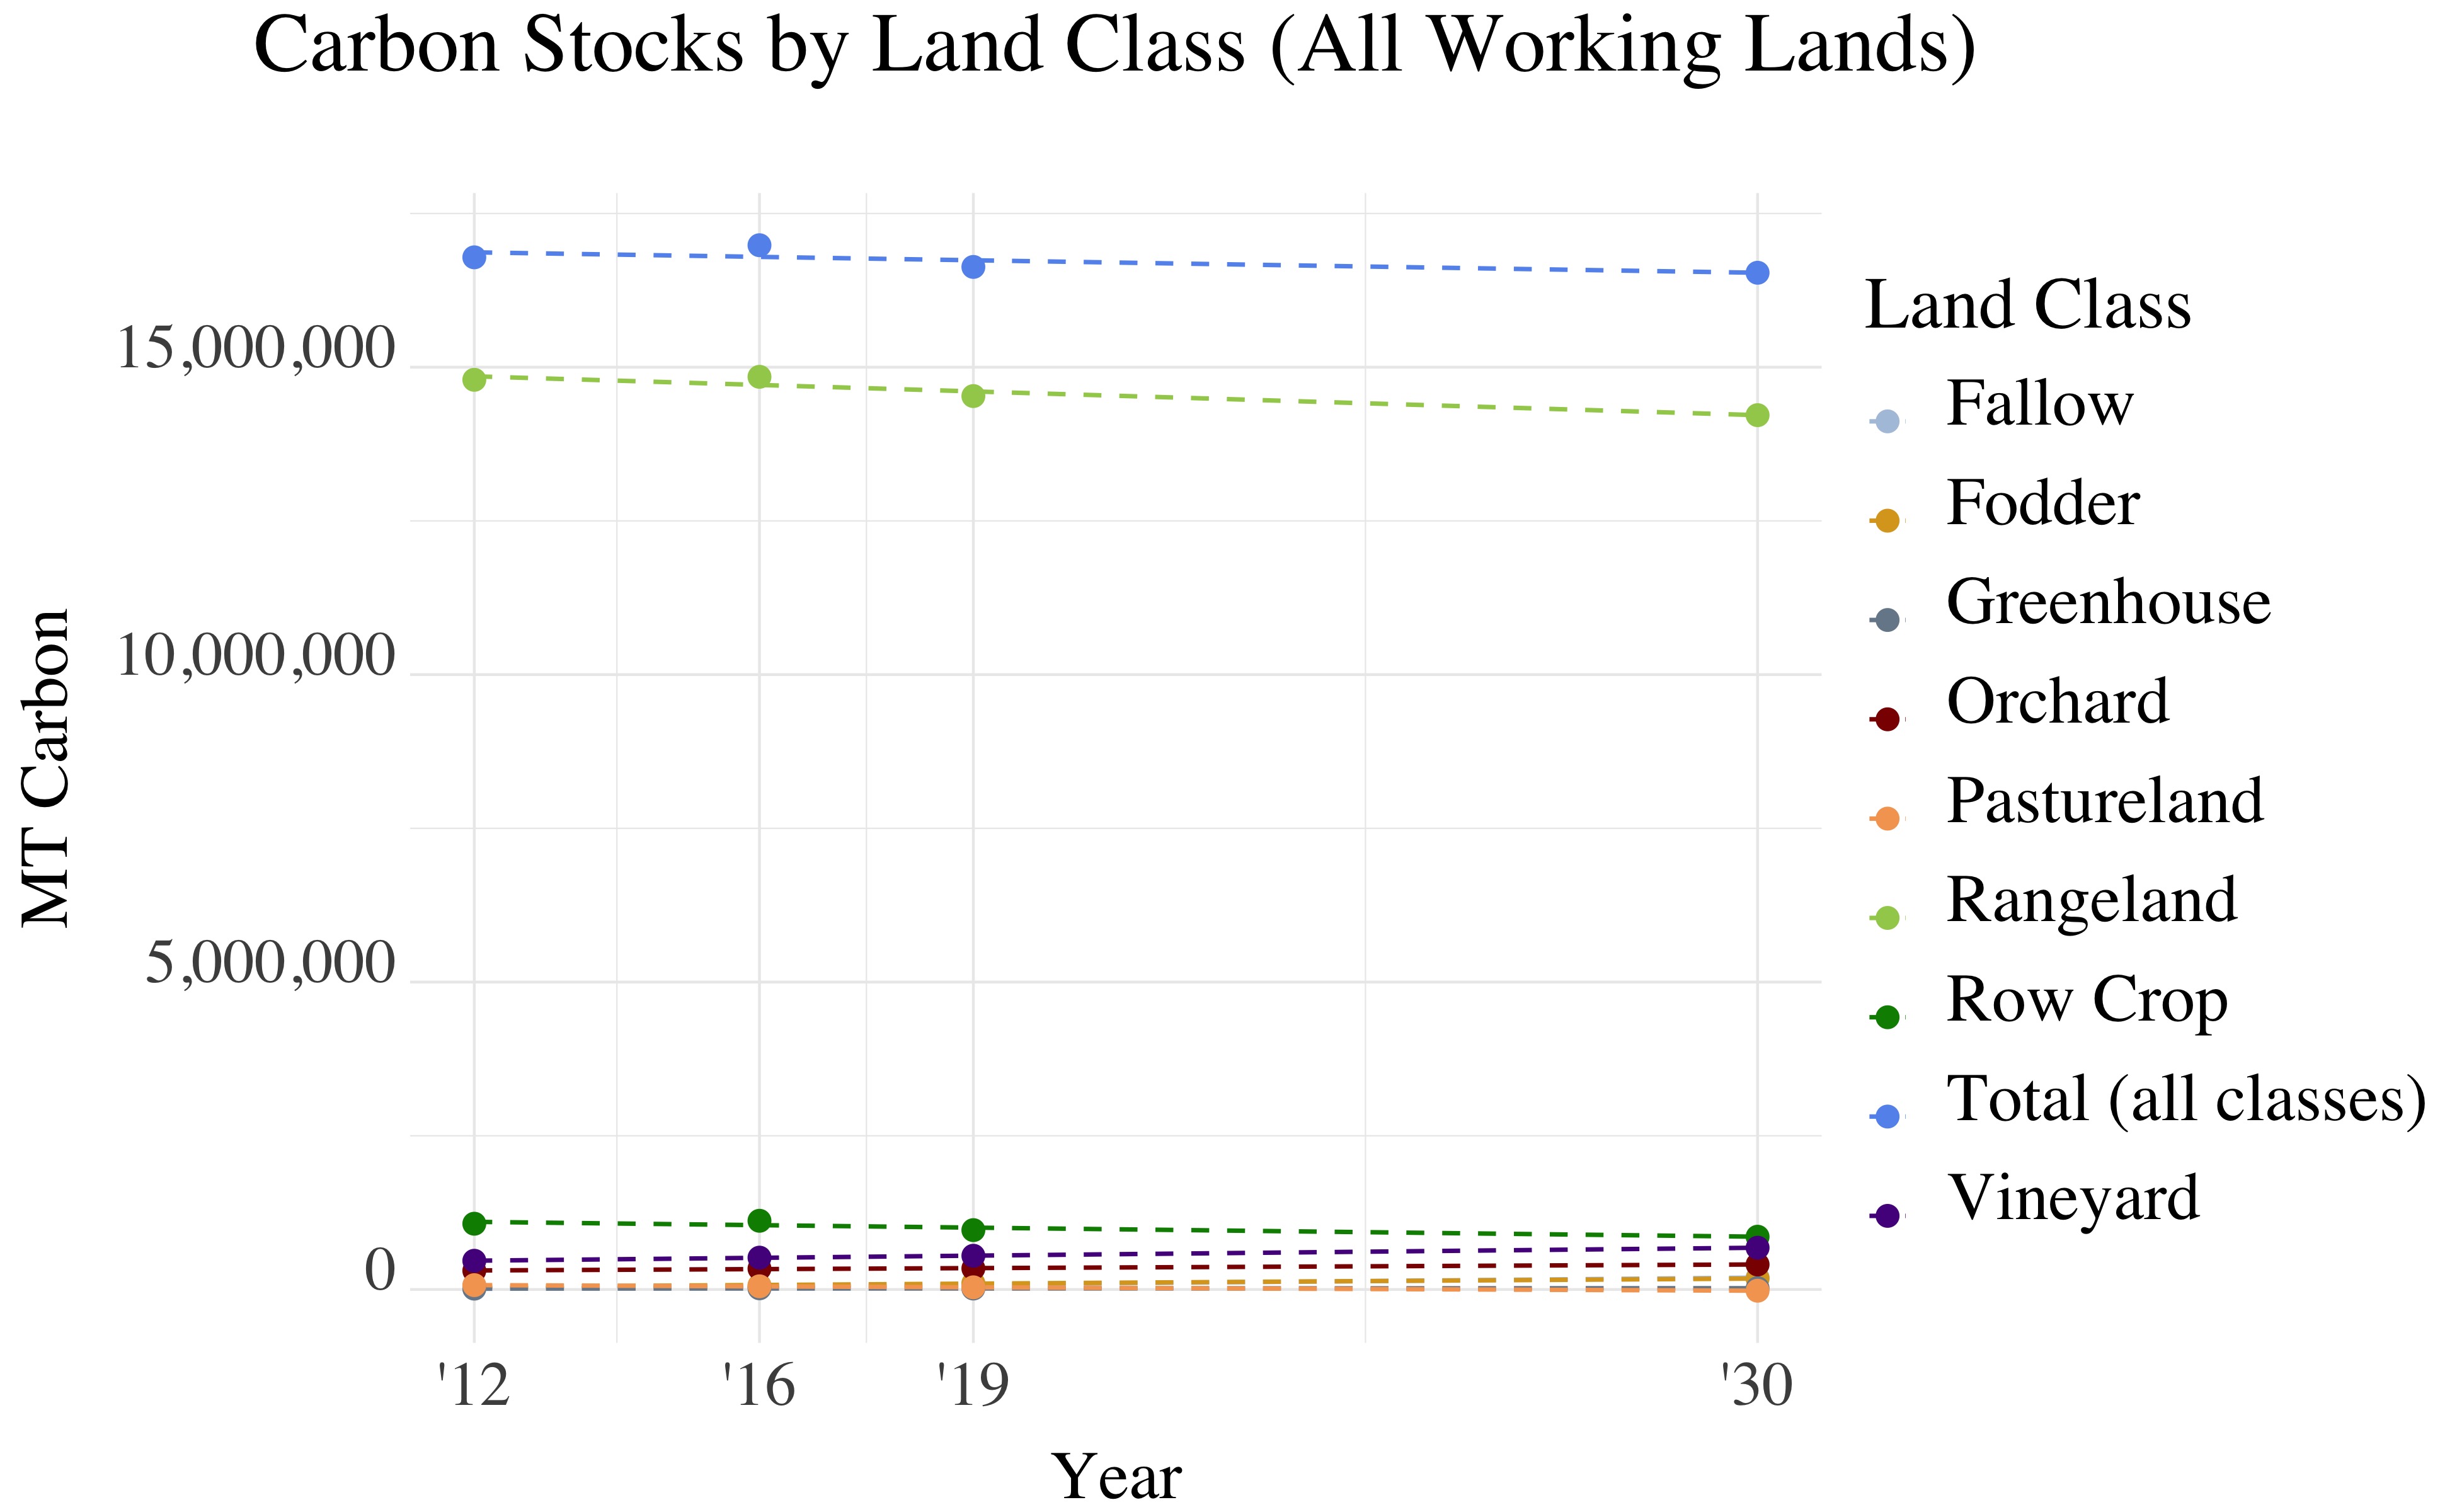 Carbon Stocks by Land Class (All Working Lands)
MT Carbon
15,000,000
10,000,000
5,000,000
0
'12
'16
'19
'30
Year
Land Class
Fallow
Fodder
Greenhouse
Orchard
Pastureland
Rangeland
Row Crop
Total (all classes)
Vineyard